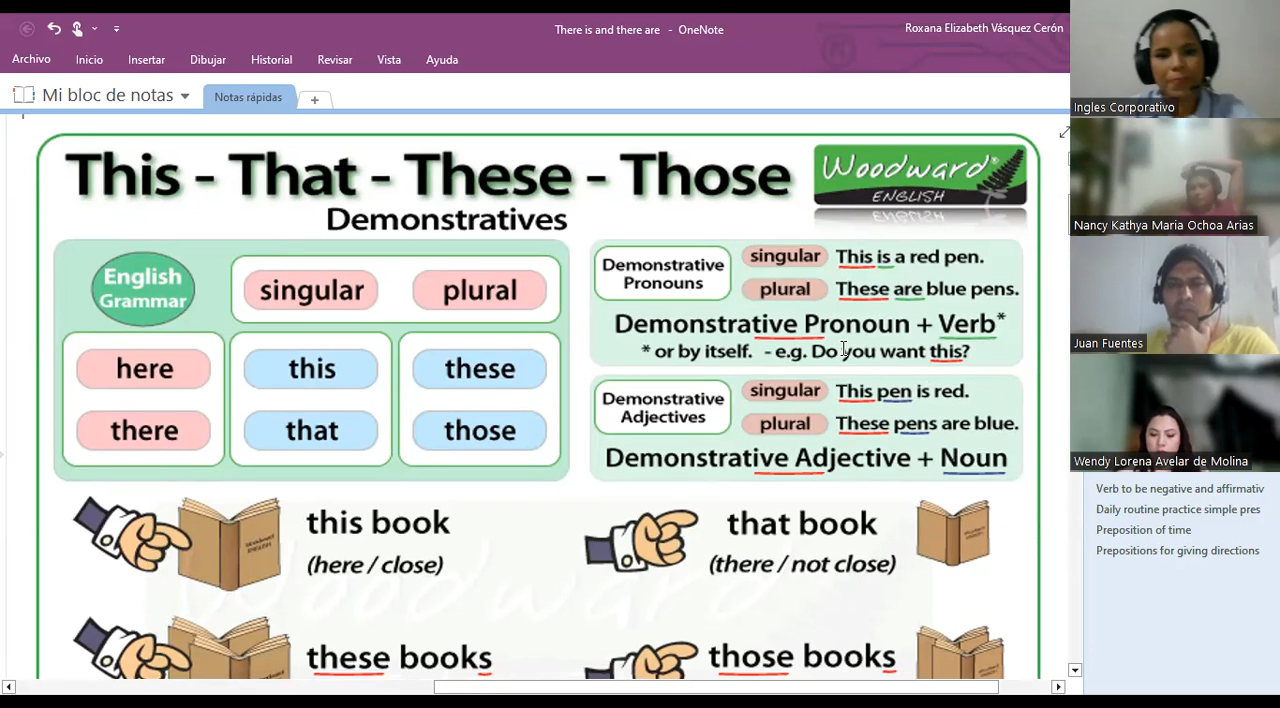 There is and there are - OneNote
Roxana Elizabeth Vásquez Cerón
Archivo Inicio Insertar Dibujar Historial Revisar Vista Ayuda
Mi bloc de notas
Notas rápidas
This - That - These - Those
Demonstratives
Woodward®
ENGLISH
English
Grammar
singular plural
here this these
there that those
Demonstrative
Pronouns
singular This is a red pen.
plural These are blue pens.
Demonstrative Pronoun + Verb*
* or by itself. - e.g. Do you want this?
Demonstrative
Adjectives
singular This pen is red.
plural These pens are blue.
Demonstrative Adjective + Noun
this book
(here / close)
that book
(there / not close)
these books
those books
Ingles Corporativo
Nancy Kathya Maria Ochoa Arias
Juan Fuentes
Wendy Lorena Avelar de Molina
Verb to be negative and affirmativ
Daily routine practice simple pres
Preposition of time
Prepositions for giving directions